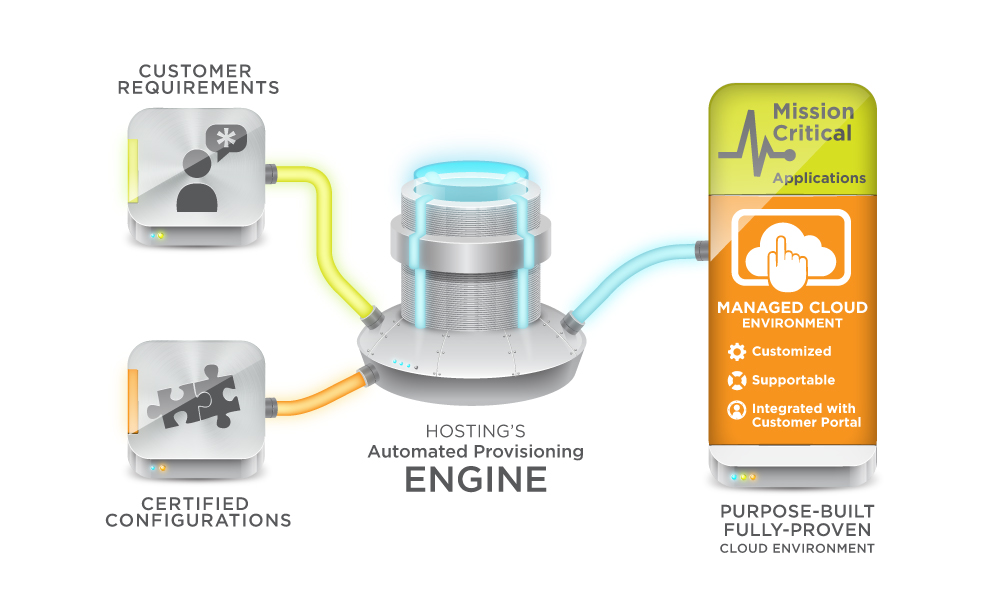 CUSTOMER
REQUIREMENTS
*
CERTIFIED
CONFIGURATIONS
HOSTING'S
Automated Provisioning
ENGINE
Mission
Critical
Applications
MANAGED CLOUD
ENVIRONMENT
Customized
Supportable
Integrated with
Customer Portal
PURPOSE-BUILT
FULLY-PROVEN
CLOUD ENVIRONMENT